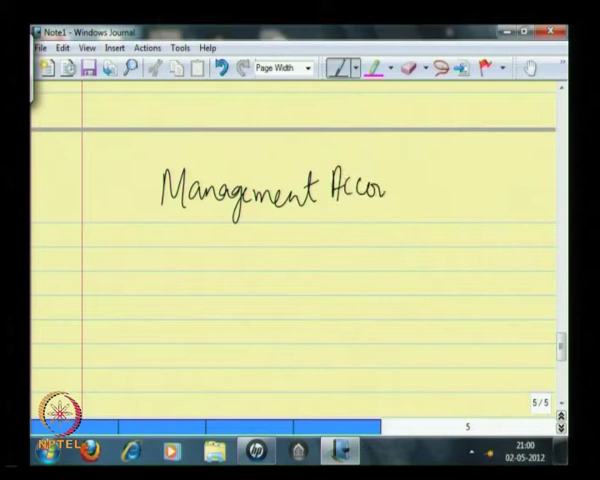 Note1 - Windows Journal
File Edit View Insert Actions Tools Help
Page Width
Management Accou
5 / 5
5
NPTEL
21:00
02-05-2012